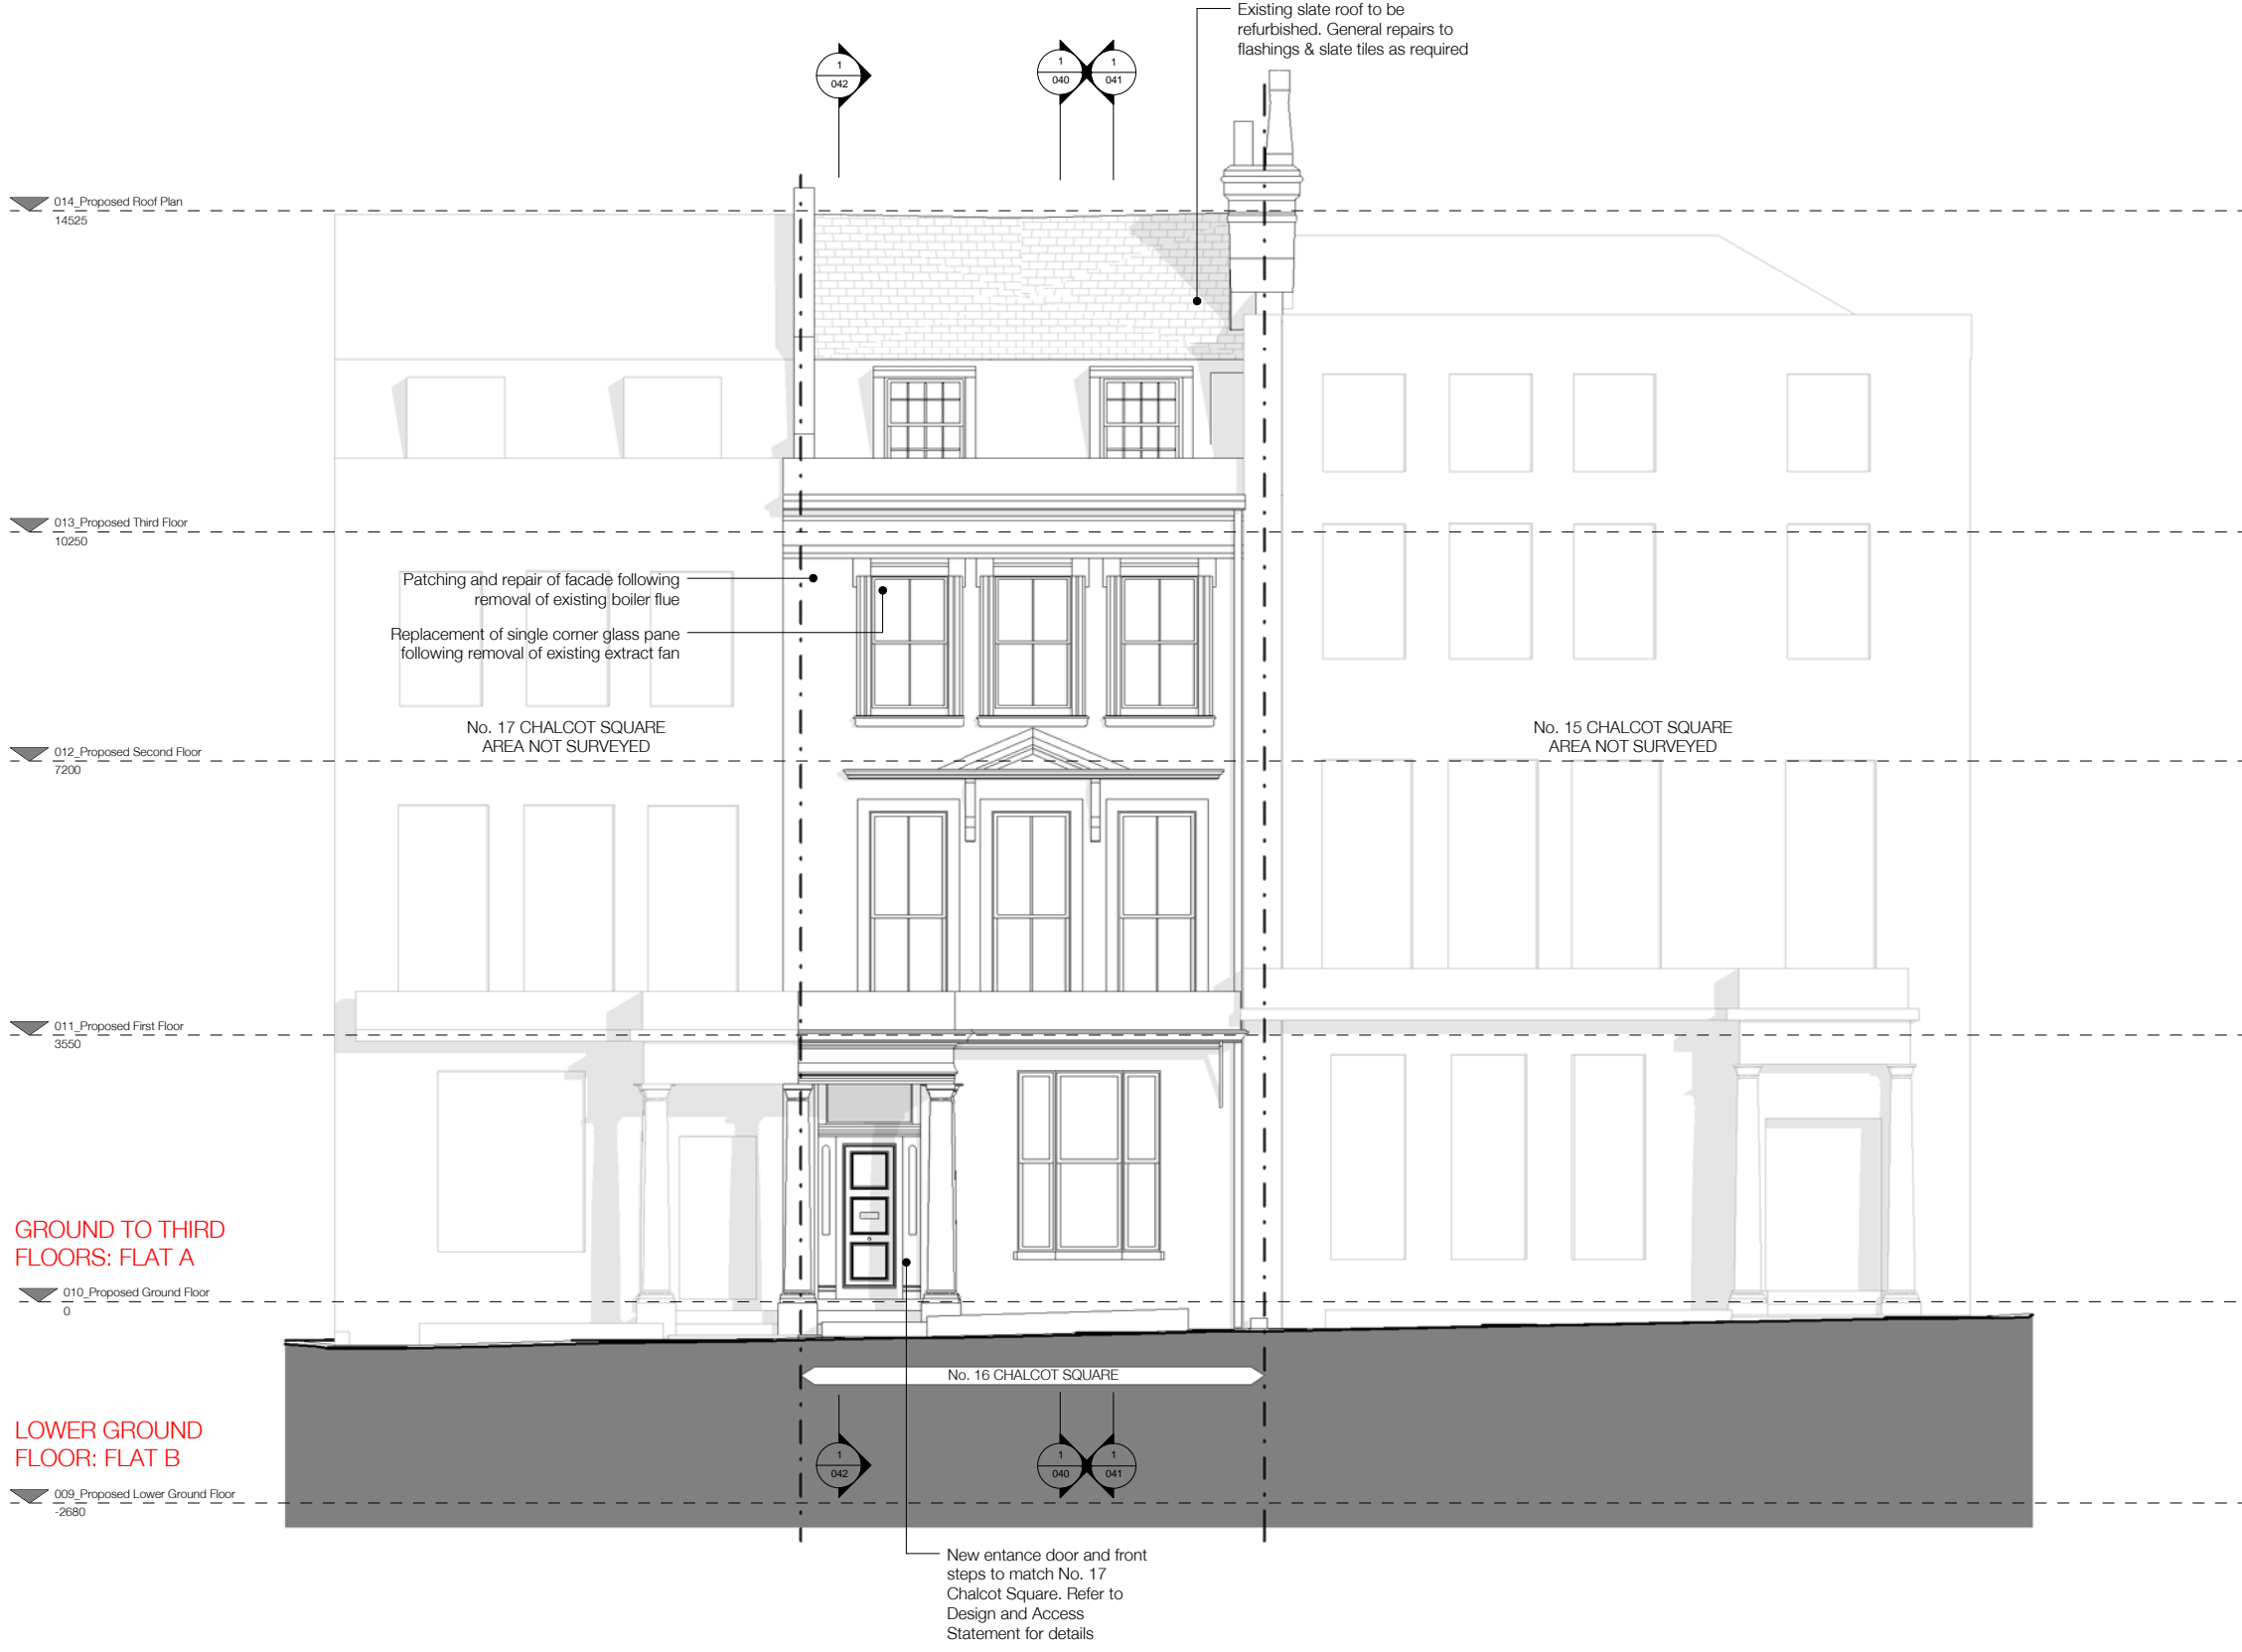 Existing slate roof to be
refurbished. General repairs to
flashings & slate tiles as required
1
042
1
040
1
041
014_Proposed Roof Plan
14525
013_Proposed Third Floor
10250
Patching and repair of facade following
removal of existing boiler flue
Replacement of single corner glass pane
following removal of existing extract fan
No. 17 CHALCOT SQUARE
AREA NOT SURVEYED
No. 15 CHALCOT SQUARE
AREA NOT SURVEYED
012_Proposed Second Floor
7200
011_Proposed First Floor
3550
GROUND TO THIRD
FLOORS: FLAT A
010_Proposed Ground Floor
0
No. 16 CHALCOT SQUARE
LOWER GROUND
FLOOR: FLAT B
1
042
1
040
1
041
009_Proposed Lower Ground Floor
-2680
New entance door and front
steps to match No. 17
Chalcot Square. Refer to
Design and Access
Statement for details